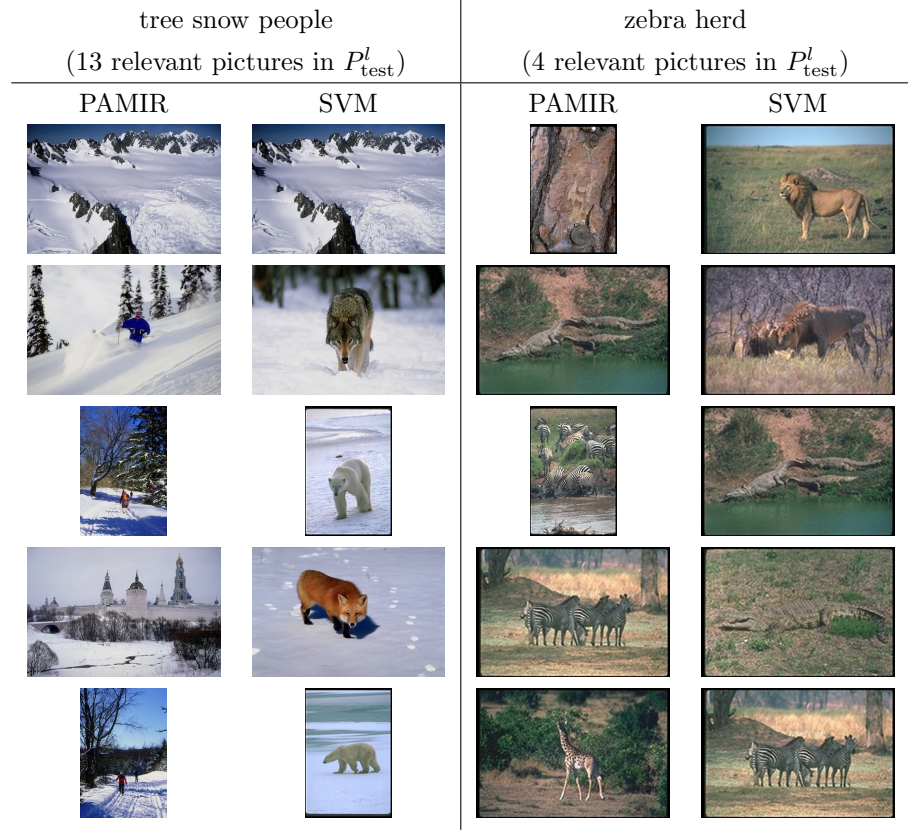 tree snow people
(13 relevant pictures in P^l_test)
zebra herd
(4 relevant pictures in P^l_test)
PAMIR
SVM
PAMIR
SVM